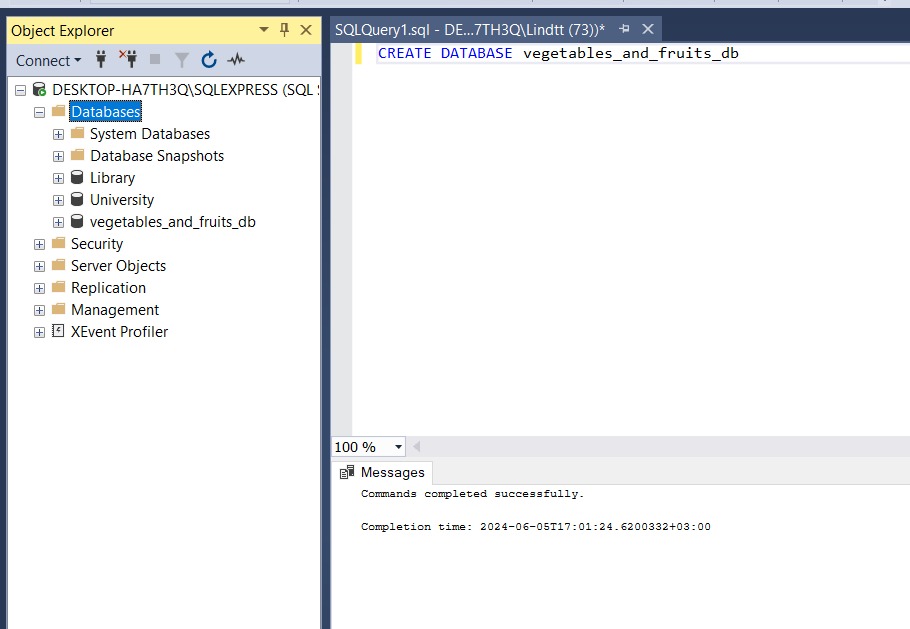 Object Explorer
Connect
DESKTOP-HA7TH3Q\SQLEXPRESS (SQL
Databases
System Databases
Database Snapshots
Library
University
vegetables_and_fruits_db
Security
Server Objects
Replication
Management
XEvent Profiler
SQLQuery1.sql - DE...7TH3Q\Lindtt (73))*
CREATE DATABASE vegetables_and_fruits_db
100 %
Messages
Commands completed successfully.
Completion time: 2024-06-05T17:01:24.6200332+03:00